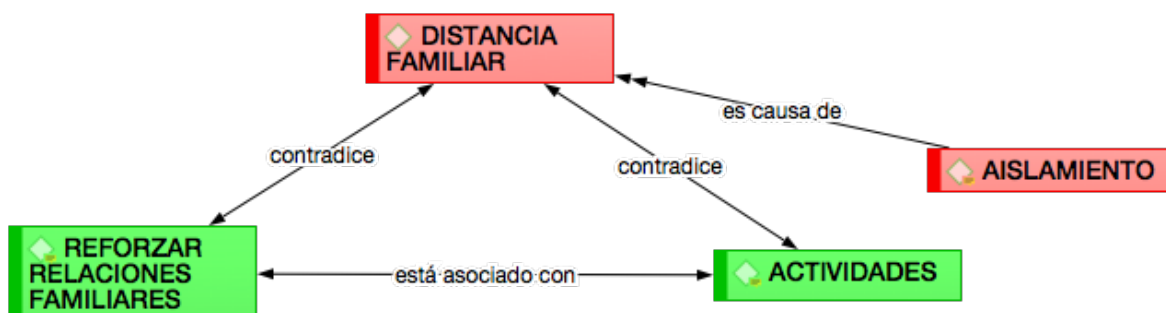 DISTANCIA
FAMILIAR
es causa de
contradice
contradice
AISLAMIENTO
REFORZAR
RELACIONES
FAMILIARES
está asociado con
ACTIVIDADES